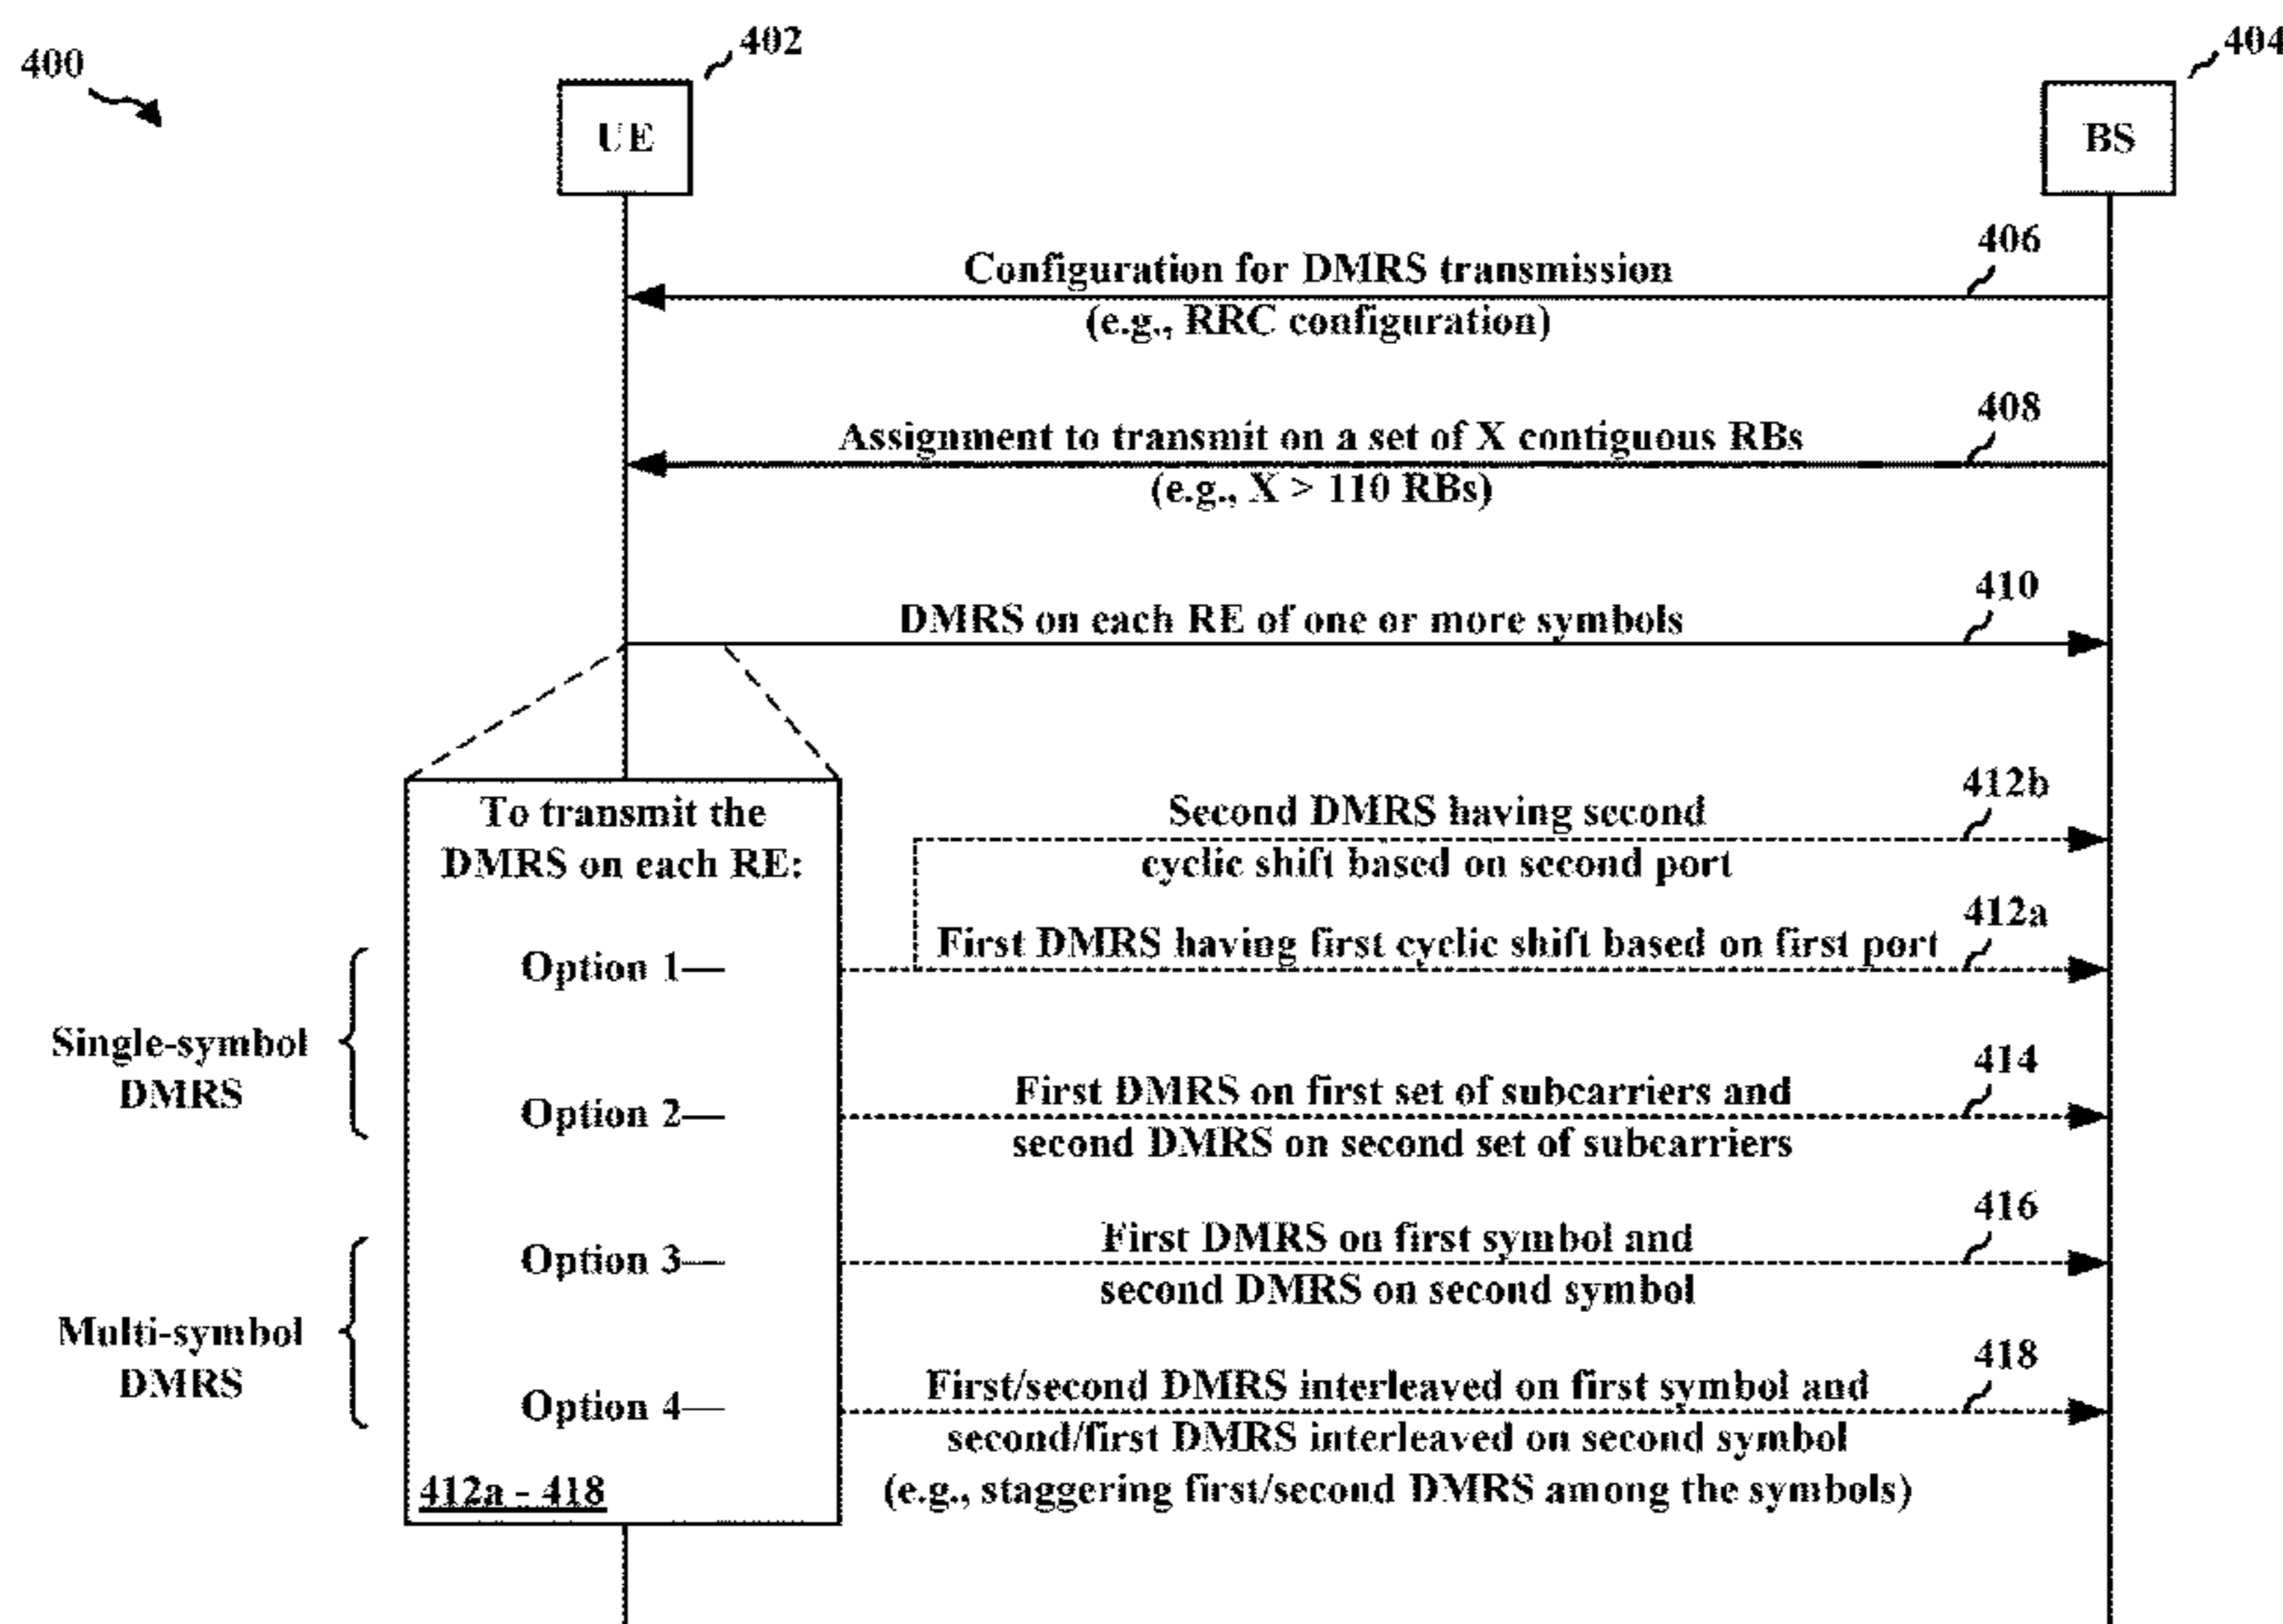 400
402
404
UE
BS
406
Configuration for DMRS transmission
(e.g., RRC configuration)
408
Assignment to transmit on a set of X contiguous RBs
(e.g., X > 110 RBs)
410
DMRS on each RE of one or more symbols
To transmit the
DMRS on each RE:
412b
Second DMRS having second
cyclic shift based on second port
412a
First DMRS having first cyclic shift based on first port
Option 1
Single-symbol
DMRS
414
First DMRS on first set of subcarriers and
Option 2
second DMRS on second set of subcarriers
416
First DMRS on first symbol and
Option 3
second DMRS on second symbol
Multi-symbol
DMRS
418
First/second DMRS interleaved on first symbol and
Option 4
second/first DMRS interleaved on second symbol
(e.g., staggering first/second DMRS among the symbols)
412a - 418